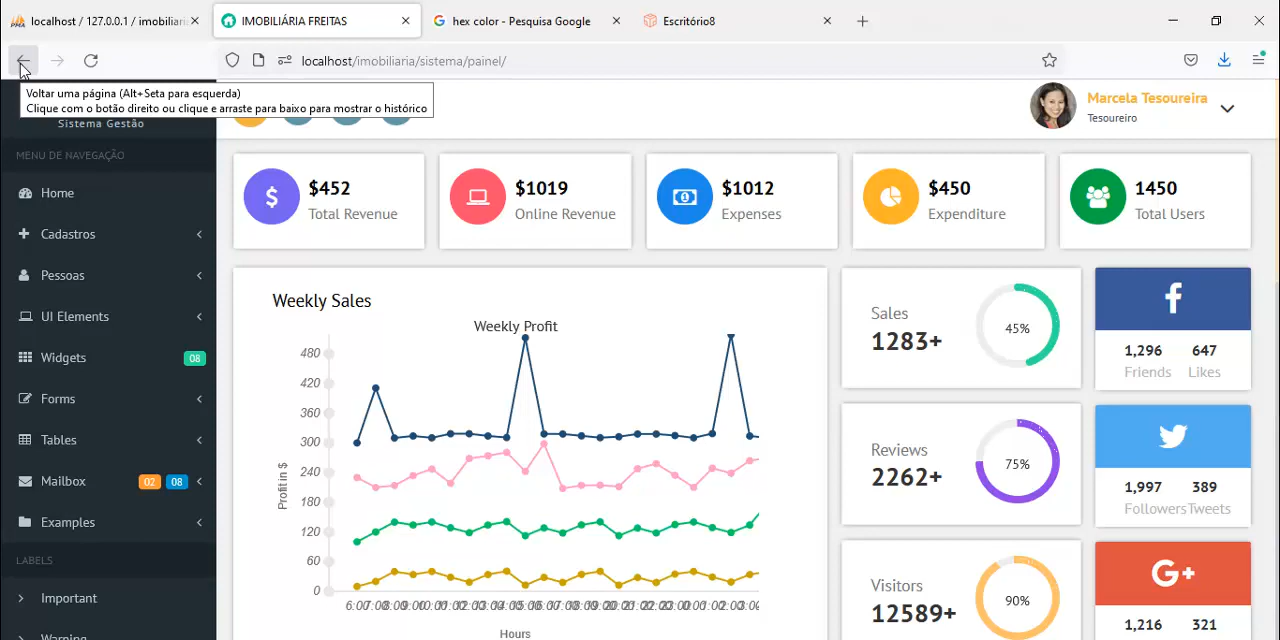 localhost / 127.0.0.1 / imobiliari
IMOBILIÁRIA FREITAS
hex color - Pesquisa Google
Escritório8
localhost/imobiliaria/sistema/painel/
Voltar uma página (Alt+Seta para esquerda)
Clique com o botão direito ou clique e arraste para baixo para mostrar o histórico
Sistema Gestão
Marcela Tesoureira
Tesoureiro
MENU DE NAVEGAÇÃO
Home
Cadastros
Pessoas
UI Elements
Widgets 08
Forms
Tables
Mailbox 02 08
Examples
LABELS
Important
Warning
$452
Total Revenue
$1019
Online Revenue
$1012
Expenses
$450
Expenditure
1450
Total Users
Weekly Sales
Weekly Profit
Profit in $
480
420
360
300
240
180
120
60
0
Hours
Sales
1283+
45%
Reviews
2262+
75%
Visitors
12589+
90%
1,296 647
Friends Likes
1,997 389
Followers Tweets
G+
1,216 321